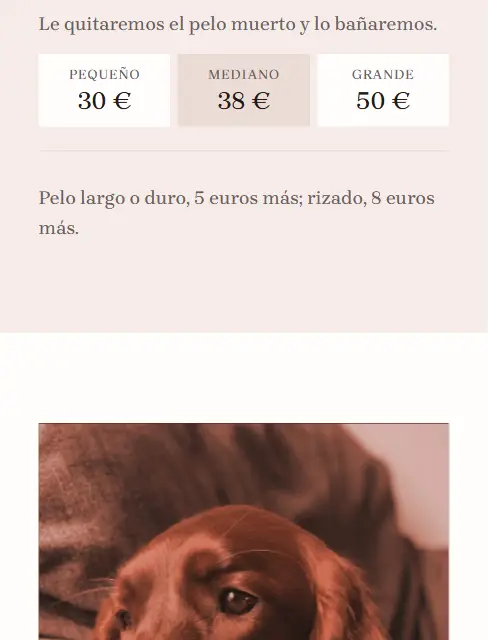 Le quitaremos el pelo muerto y lo bañaremos.
PEQUEÑO
30 €
MEDIANO
38 €
GRANDE
50 €
Pelo largo o duro, 5 euros más; rizado, 8 euros
más.